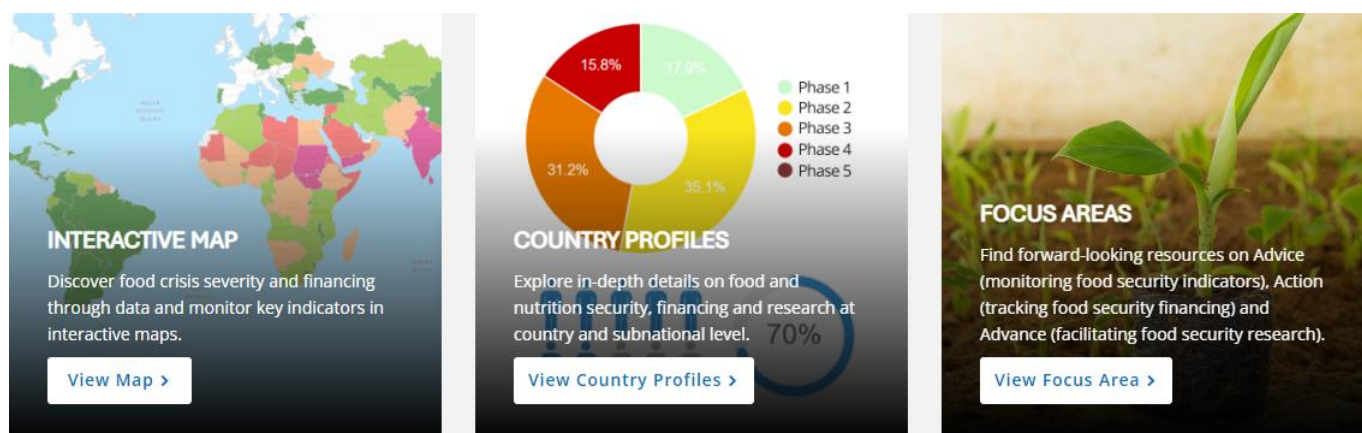 INTERACTIVE MAP
Discover food crisis severity and financing
through data and monitor key indicators in
interactive maps.
View Map >
15.8%
17.9%
31.2%
35.1%
Phase 1
Phase 2
Phase 3
Phase 4
Phase 5
COUNTRY PROFILES
Explore in-depth details on food and
nutrition security, financing and research at
country and subnational level.
70%
View Country Profiles >
FOCUS AREAS
Find forward-looking resources on Advice
(monitoring food security indicators), Action
(tracking food security financing) and
Advance (facilitating food security research).
View Focus Area >